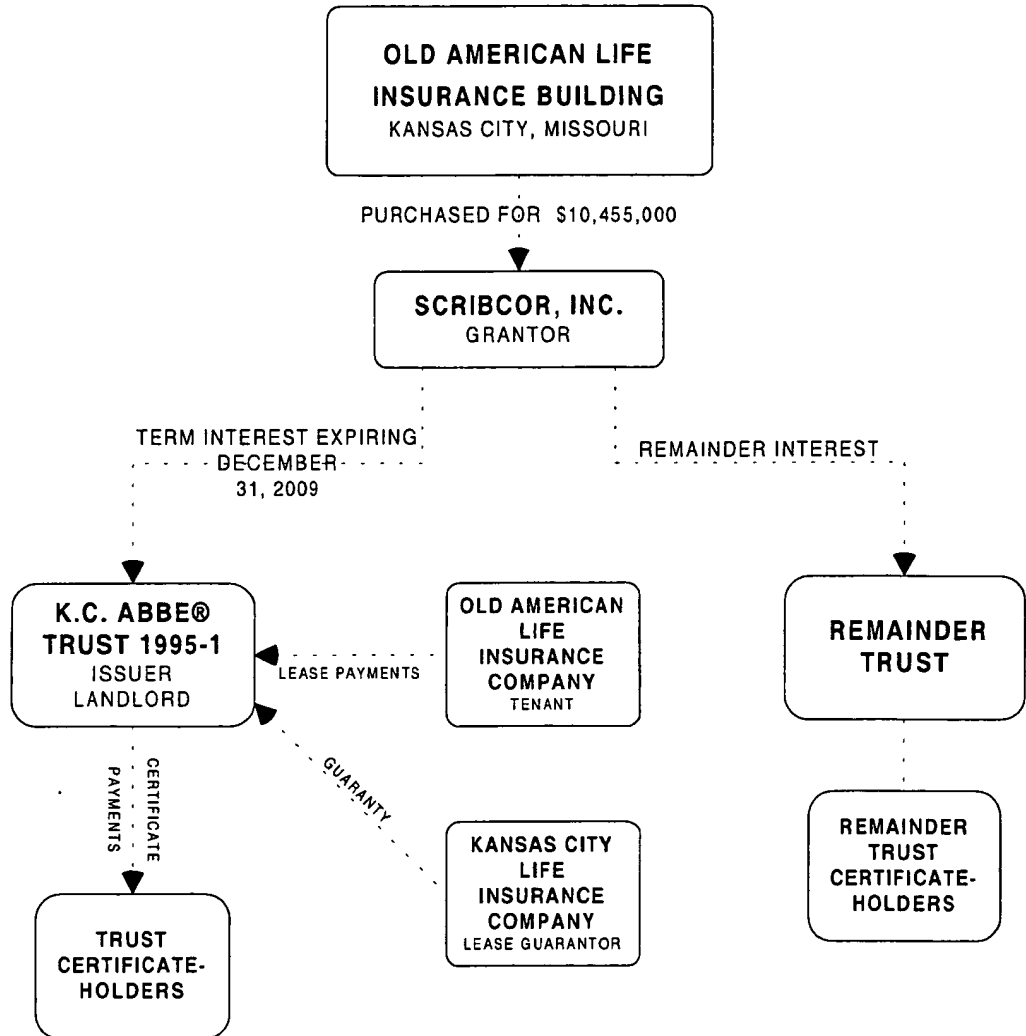 OLD AMERICAN LIFE
INSURANCE BUILDING
KANSAS CITY, MISSOURI
PURCHASED FOR $10,455,000
SCRIBCOR, INC.
GRANTOR
TERM INTEREST EXPIRING
DECEMBER
31, 2009
REMAINDER INTEREST
K.C. ABBE®
TRUST 1995-1
ISSUER
LANDLORD
LEASE PAYMENTS
OLD AMERICAN
LIFE
INSURANCE
COMPANY
TENANT
REMAINDER
TRUST
CERTIFICATE
PAYMENTS
GUARANTY
KANSAS CITY
LIFE
INSURANCE
COMPANY
LEASE GUARANTOR
REMAINDER
TRUST
CERTIFICATE-
HOLDERS
TRUST
CERTIFICATE-
HOLDERS